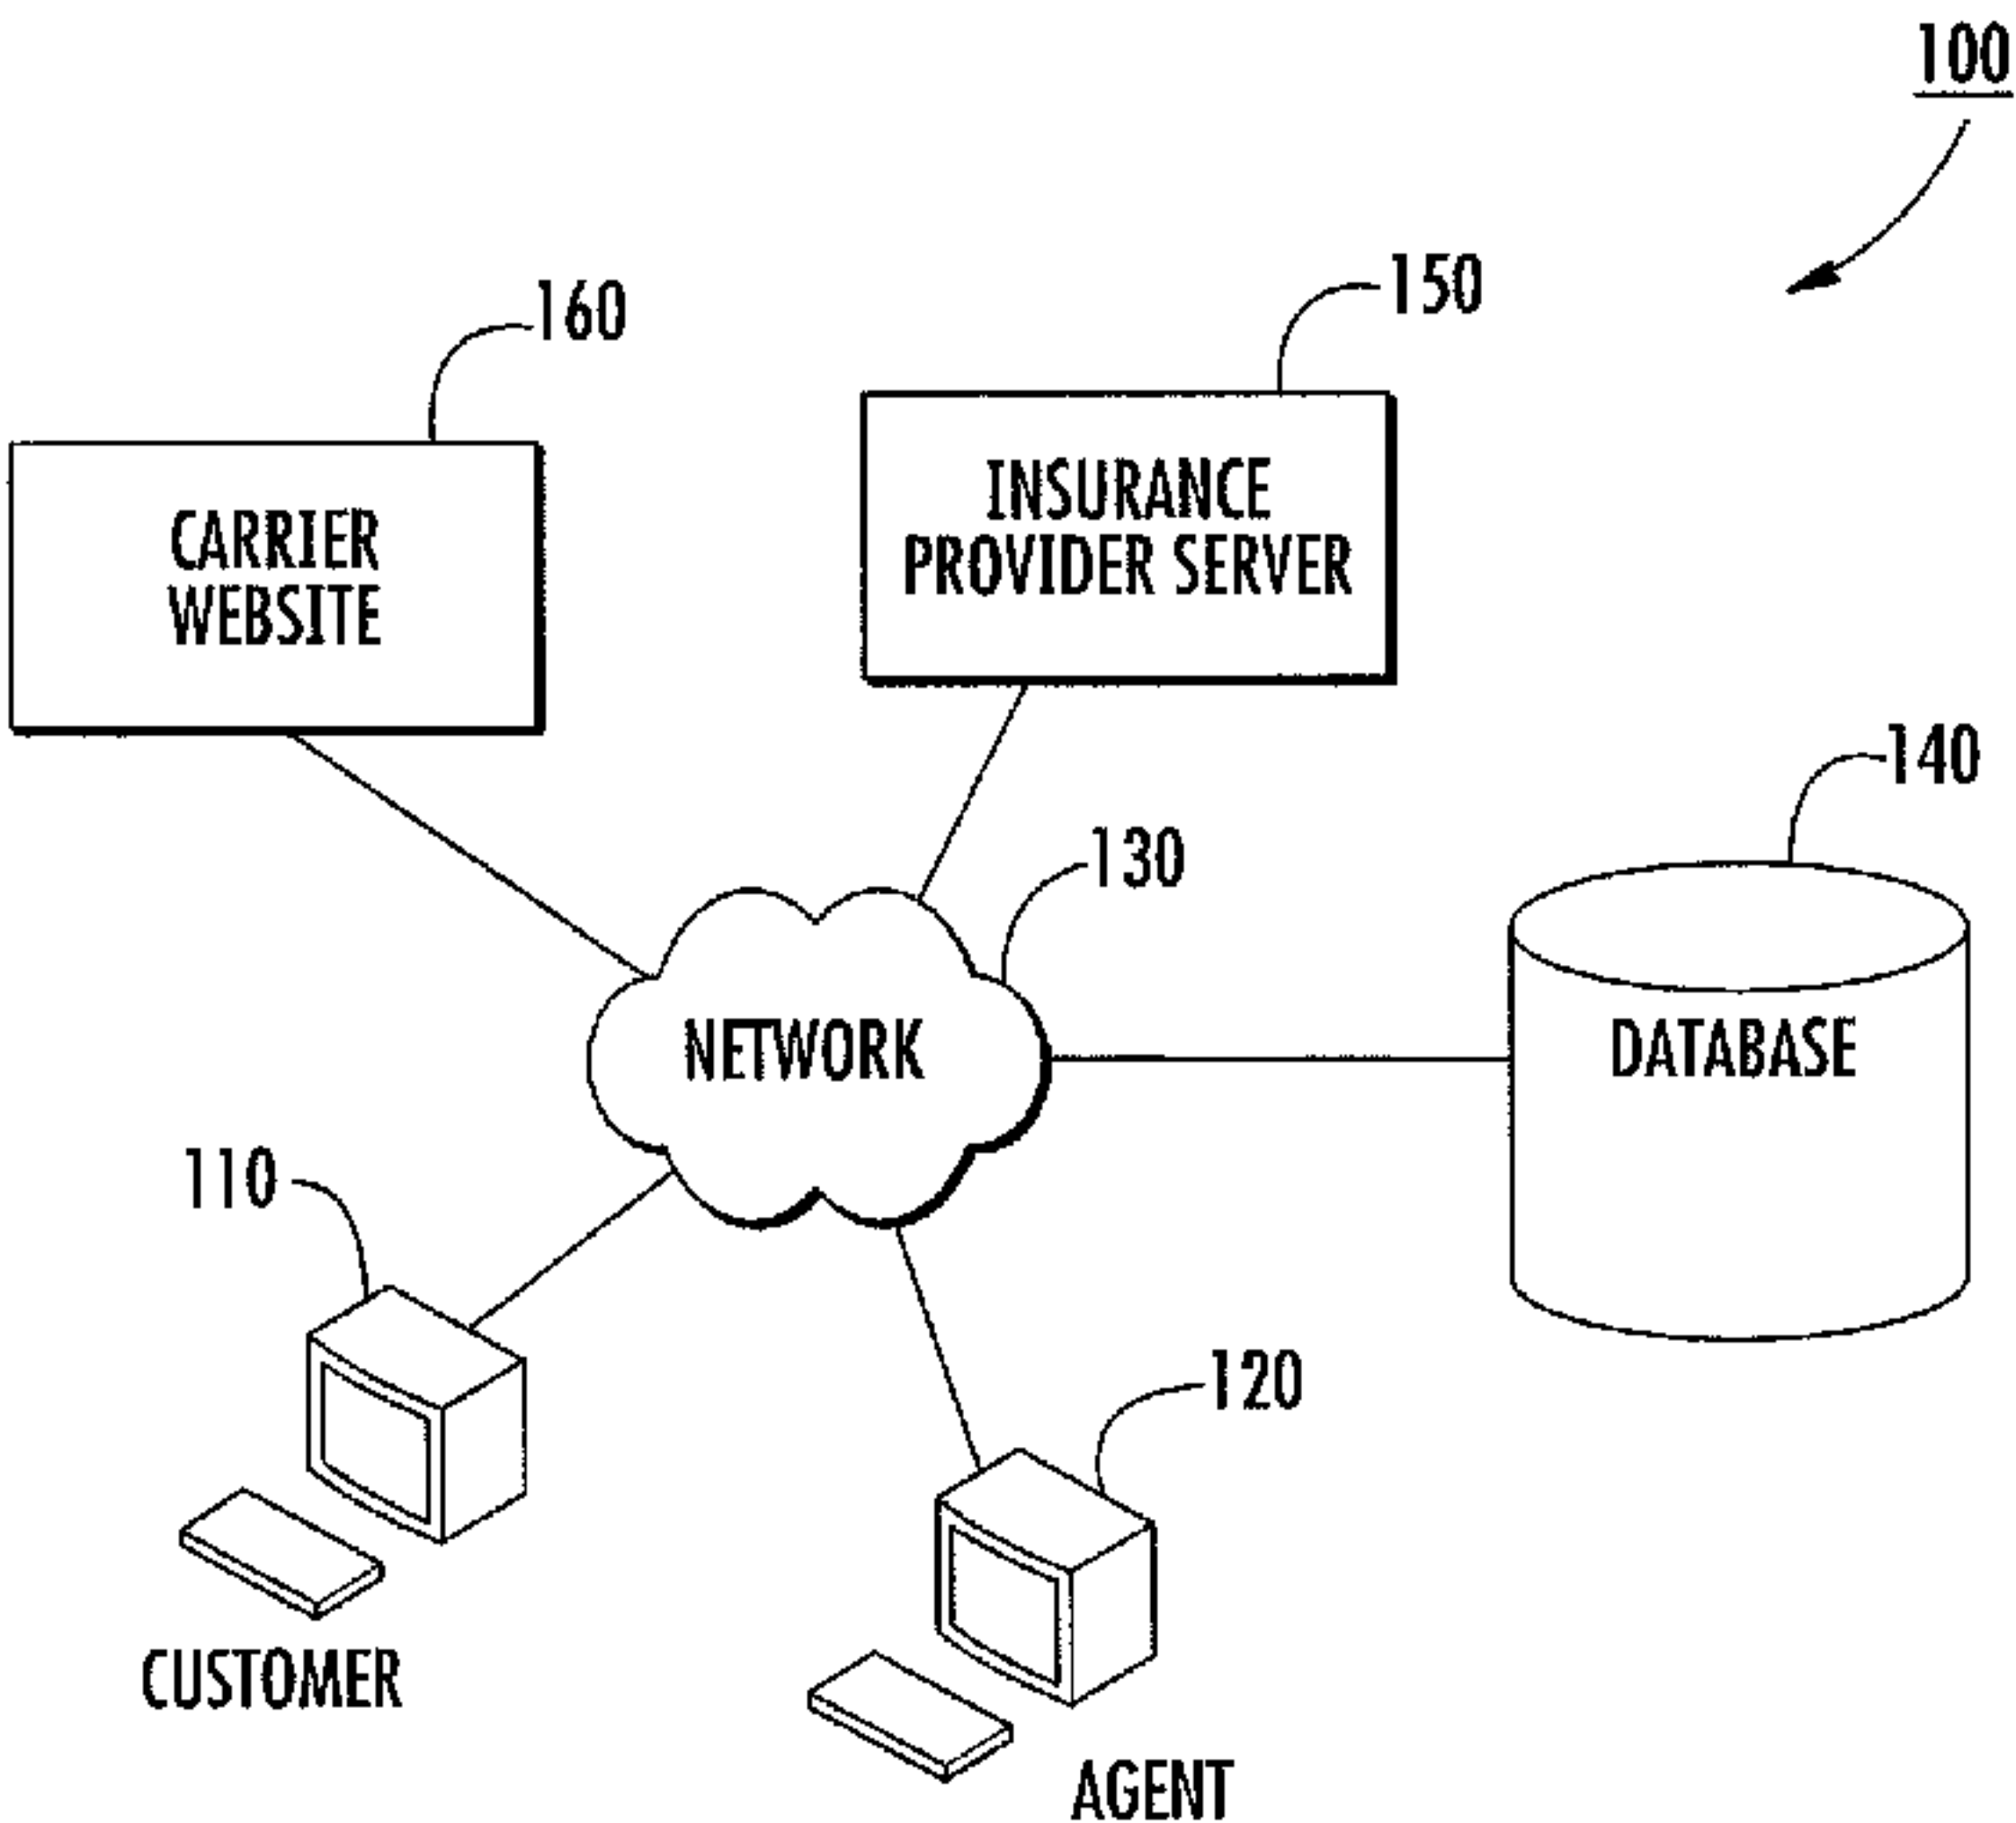 100
150
160
INSURANCE
PROVIDER SERVER
CARRIER
WEBSITE
140
130
NETWORK
DATABASE
110
120
CUSTOMER
AGENT